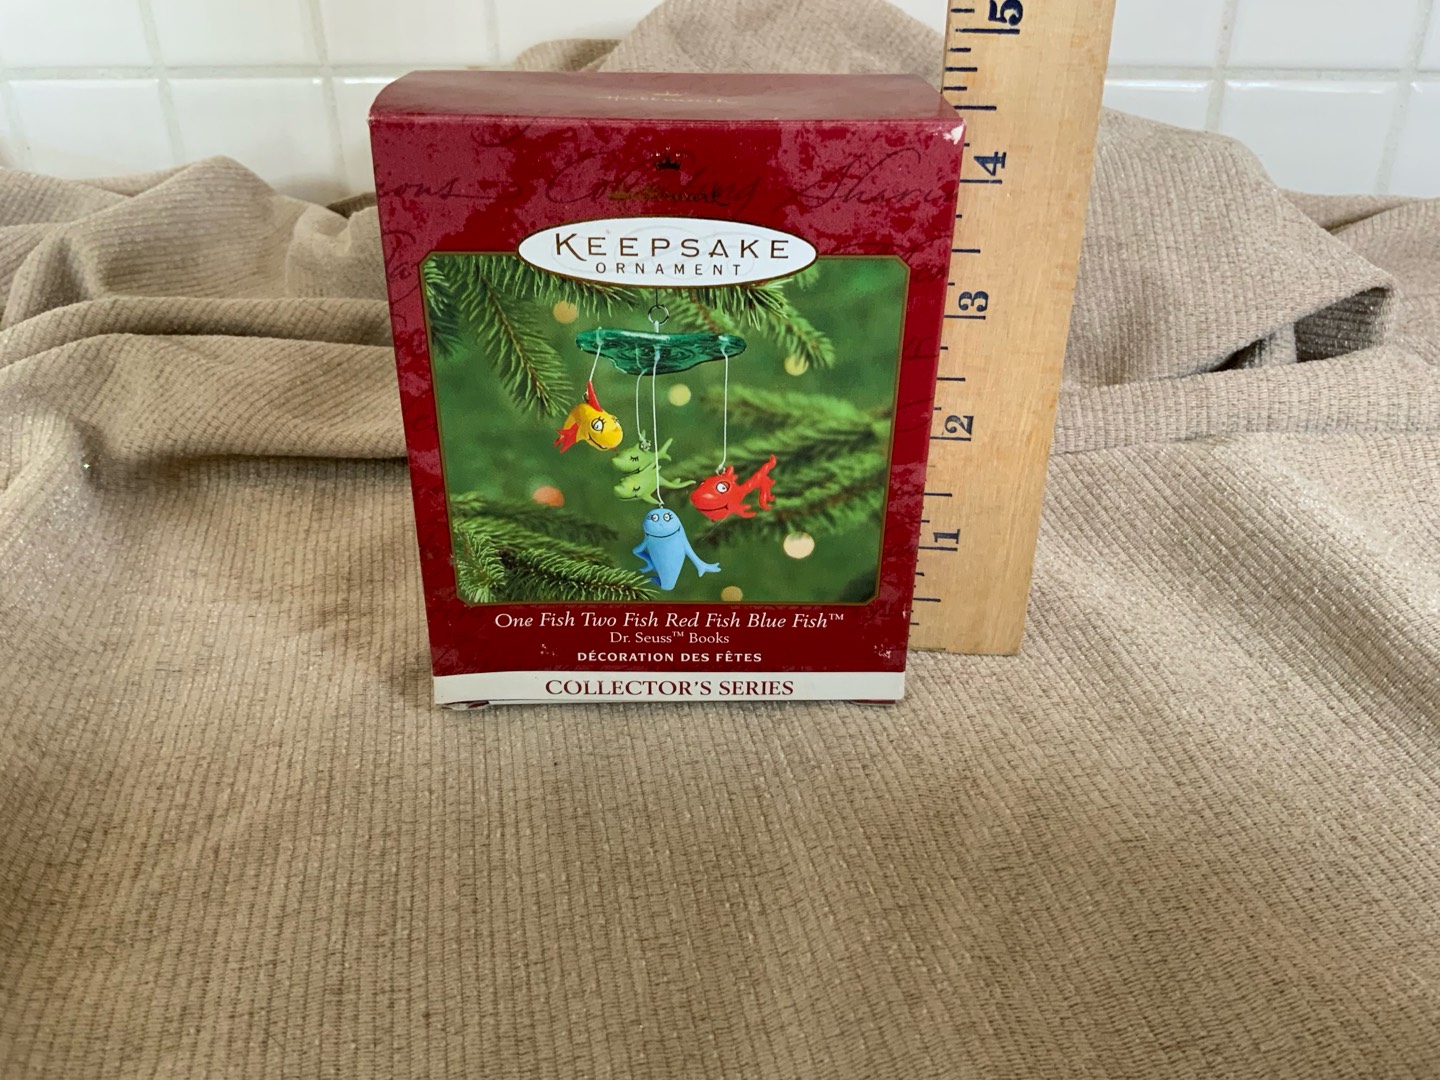 Hallmark
KEEPSAKE
ORNAMENT
One Fish Two Fish Red Fish Blue Fish™
Dr. Seuss™ Books
DÉCORATION DES FÊTES
COLLECTOR'S SERIES
5
4
3
2
1